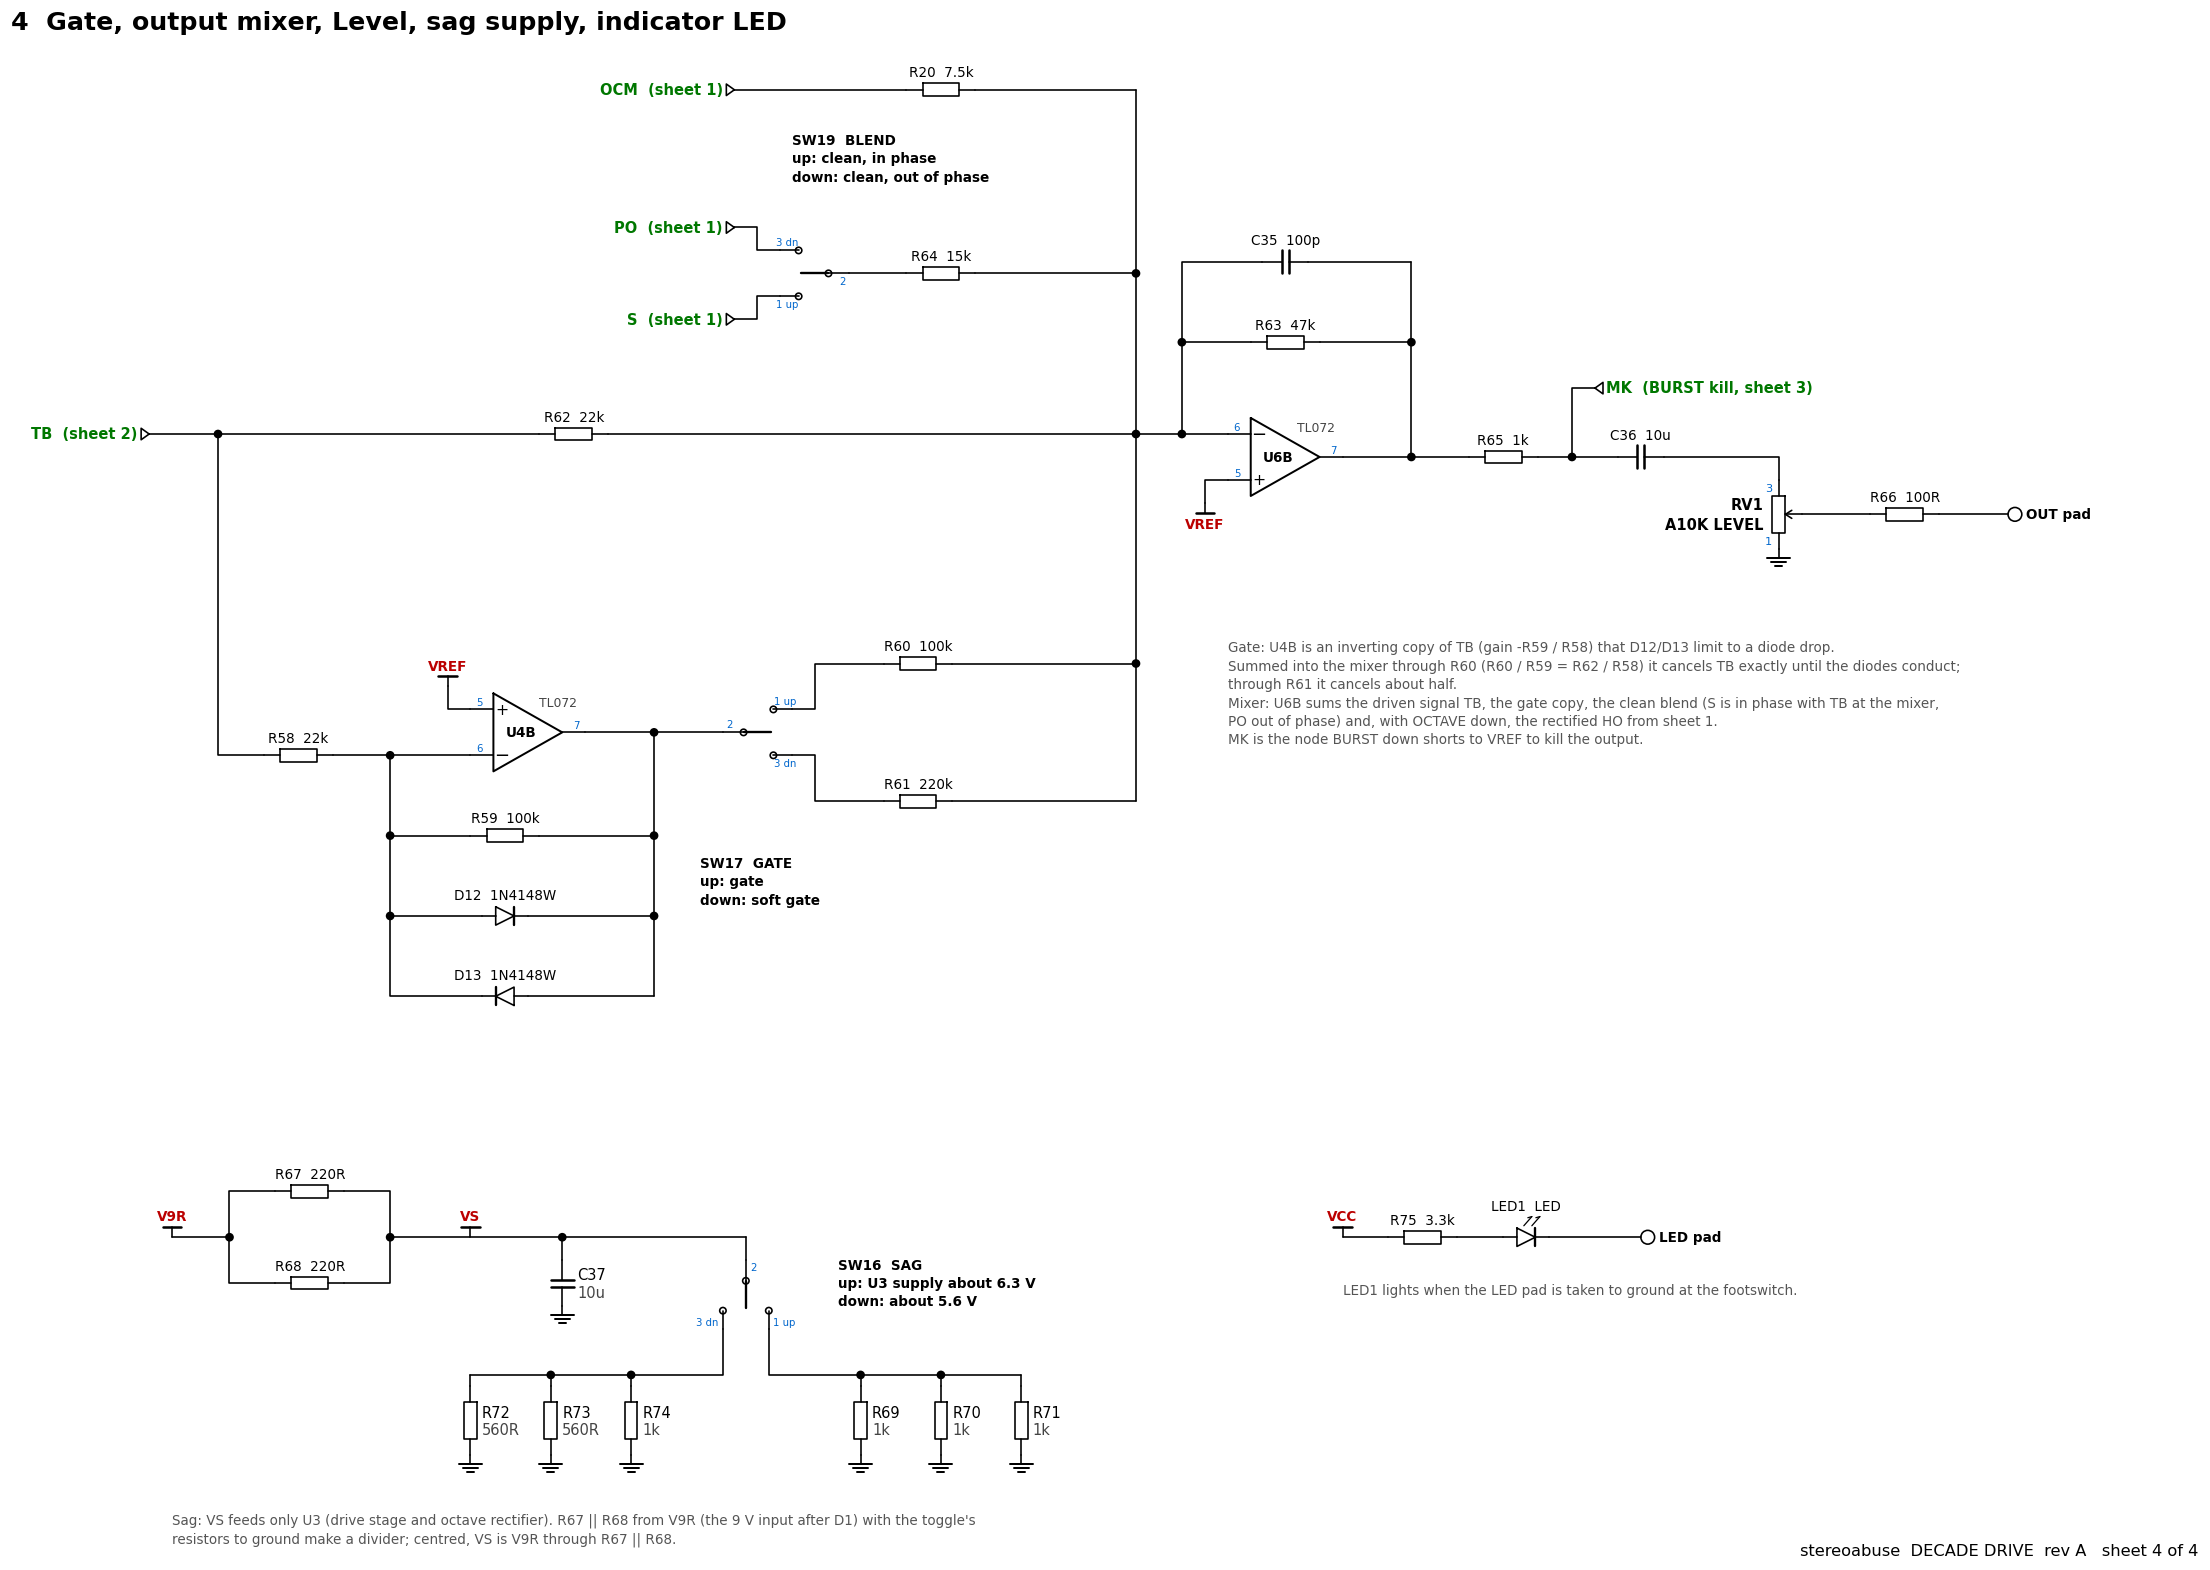 4  Gate, output mixer, Level, sag supply, indicator LED
R20  7.5k
OCM  (sheet 1)
SW19  BLEND
up: clean, in phase
down: clean, out of phase
PO  (sheet 1)
3 dn
R64  15k
2
1 up
S  (sheet 1)
C35  100p
R63  47k
MK  (BURST kill, sheet 3)
TB  (sheet 2)
R62  22k
6
TL072
U6B
7
5
VREF
R65  1k
C36  10u
3
RV1
A10K LEVEL
1
R66  100R
OUT pad
VREF
5
TL072
U4B
7
6
R58  22k
2
1 up
3 dn
R60  100k
R61  220k
Gate: U4B is an inverting copy of TB (gain -R59 / R58) that D12/D13 limit to a diode drop.
Summed into the mixer through R60 (R60 / R59 = R62 / R58) it cancels TB exactly until the diodes conduct;
through R61 it cancels about half.
Mixer: U6B sums the driven signal TB, the gate copy, the clean blend (S is in phase with TB at the mixer,
PO out of phase) and, with OCTAVE down, the rectified HO from sheet 1.
MK is the node BURST down shorts to VREF to kill the output.
R59  100k
D12  1N4148W
D13  1N4148W
SW17  GATE
up: gate
down: soft gate
R67  220R
V9R
VS
R68  220R
C37
10u
2
3 dn
1 up
SW16  SAG
up: U3 supply about 6.3 V
down: about 5.6 V
R72
560R
R73
560R
R74
1k
R69
1k
R70
1k
R71
1k
VCC
R75  3.3k
LED1  LED
LED pad
LED1 lights when the LED pad is taken to ground at the footswitch.
Sag: VS feeds only U3 (drive stage and octave rectifier). R67 || R68 from V9R (the 9 V input after D1) with the toggle's
resistors to ground make a divider; centred, VS is V9R through R67 || R68.
stereoabuse  DECADE DRIVE  rev A   sheet 4 of 4